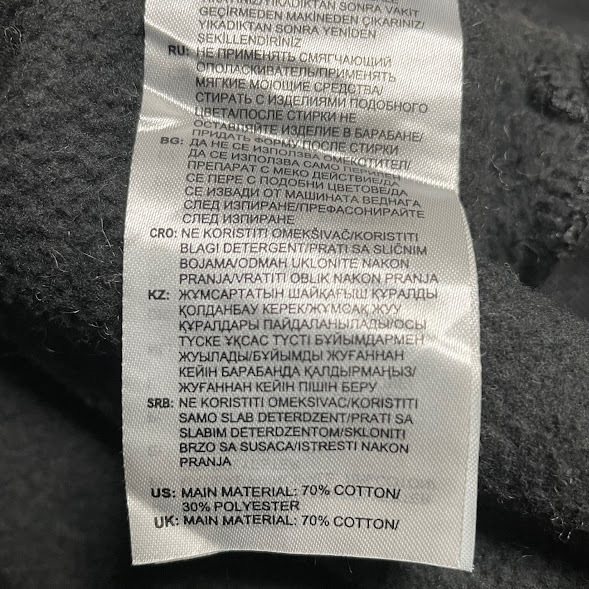 GEÇİRMEDEN MAKİNEDEN ÇIKARINIZ/
YIKADIKTAN SONRA YENİDEN
ŞEKİLLENDİRİNİZ
RU: НЕ ПРИМЕНЯТЬ СМЯГЧАЮЩИЙ
ОПОЛАСКИВАТЕЛЬ/ПРИМЕНЯТЬ
МЯГКИЕ МОЮЩИЕ СРЕДСТВА/
СТИРАТЬ С ИЗДЕЛИЯМИ ПОДОБНОГО
ЦВЕТА/ПОСЛЕ СТИРКИ НЕ
ОСТАВЛЯЙТЕ ИЗДЕЛИЕ В БАРАБАНЕ/
ПРИДАТЬ ФОРМУ ПОСЛЕ СТИРКИ
BG: ДА НЕ СЕ ИЗПОЛЗВА ОМЕКОТИТЕЛ/
ДА СЕ ИЗПОЛЗВА САМО
ПРЕПАРАТ С МЕКО ДЕЙСТВИЕ/ДА
СЕ ПЕРЕ С ПОДОБНИ ЦВЕТОВЕ/ДА
СЕ ИЗВАДИ ОТ МАШИНАТА ВЕДНАГА
СЛЕД ИЗПИРАНЕ/ПРЕФАСОНИРАЙТЕ
СЛЕД ИЗПИРАНЕ
CRO: NE KORISTITI OMEKŠIVAČ/KORISTITI
BLAGI DETERGENT/PRATI SA SLIČNIM
BOJAMA/ODMAH UKLONITE NAKON
PRANJA/VRATITI OBLIK NAKON PRANJA
KZ: ЖҰМСАРТАТЫН ШАЙҚАҒЫШ ҚҰРАЛДЫ
ҚОЛДАНБАУ КЕРЕК/ЖҰМСАҚ ЖУУ
ҚҰРАЛДАРЫ ПАЙДАЛАНЫЛАДЫ/ОСЫ
ТҮСКЕ ҰҚСАС ТҮСТІ БҰЙЫМДАРМЕН
ЖУЫЛАДЫ/БҰЙЫМДЫ ЖУҒАННАН
КЕЙІН БАРАБАНДА ҚАЛДЫРМАҢЫЗ/
ЖУҒАННАН КЕЙІН ПІШІН БЕРУ
SRB: NE KORISTITI OMEKSIVAC/KORISTITI
SAMO SLAB DETERDZENT/PRATI SA
SLABIM DETERDZENTOM/SKLONITI
BRZO SA SUSACA/ISTRESTI NAKON
PRANJA
US: MAIN MATERIAL: 70% COTTON/
30% POLYESTER
UK: MAIN MATERIAL: 70% COTTON/